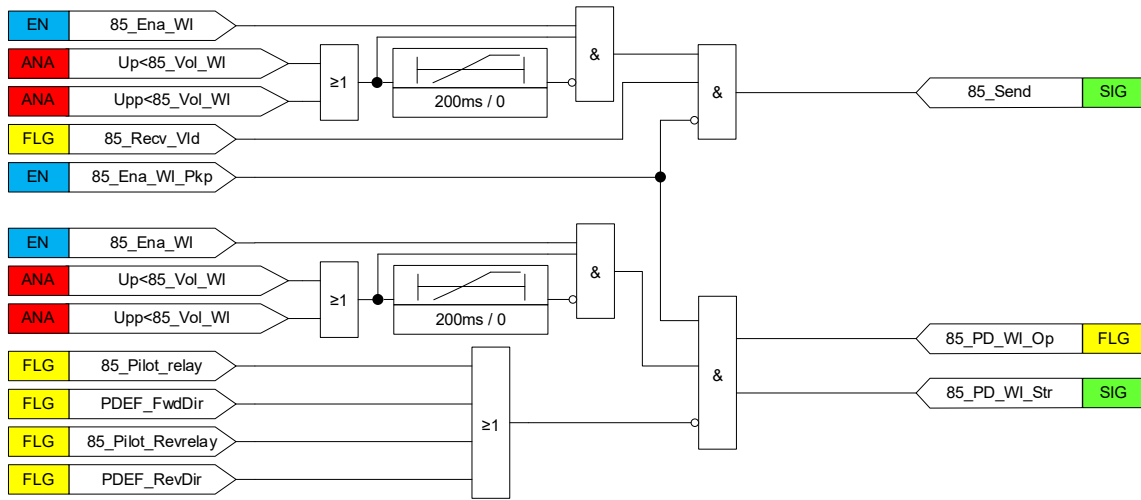 EN 85_Ena_WI
ANA Up<85_Vol_WI
ANA Upp<85_Vol_WI
FLG 85_Recv_Vld
EN 85_Ena_WI_Pkp
≥1
200ms / 0
&
&
85_Send SIG
EN 85_Ena_WI
ANA Up<85_Vol_WI
ANA Upp<85_Vol_WI
≥1
200ms / 0
&
FLG 85_Pilot_relay
FLG PDEF_FwdDir
FLG 85_Pilot_Revrelay
FLG PDEF_RevDir
≥1
&
85_PD_WI_Op FLG
85_PD_WI_Str SIG